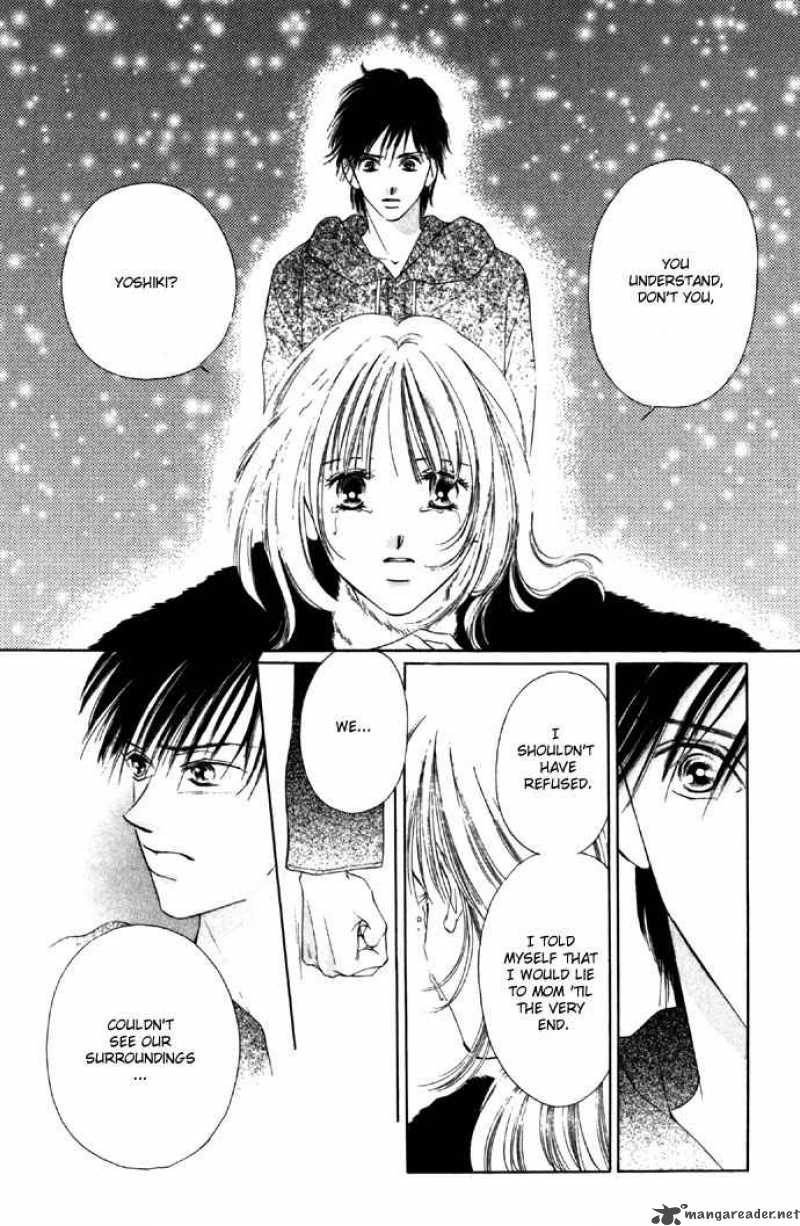 YOU
UNDERSTAND,
DON'T YOU,
YOSHIKI?
I
SHOULDN'T
HAVE
REFUSED.
I TOLD
MYSELF THAT
I WOULD LIE
TO MOM 'TIL
THE VERY
END.
WE...
COULDN'T
SEE OUR
SURROUNDINGS
...
mangareader.net